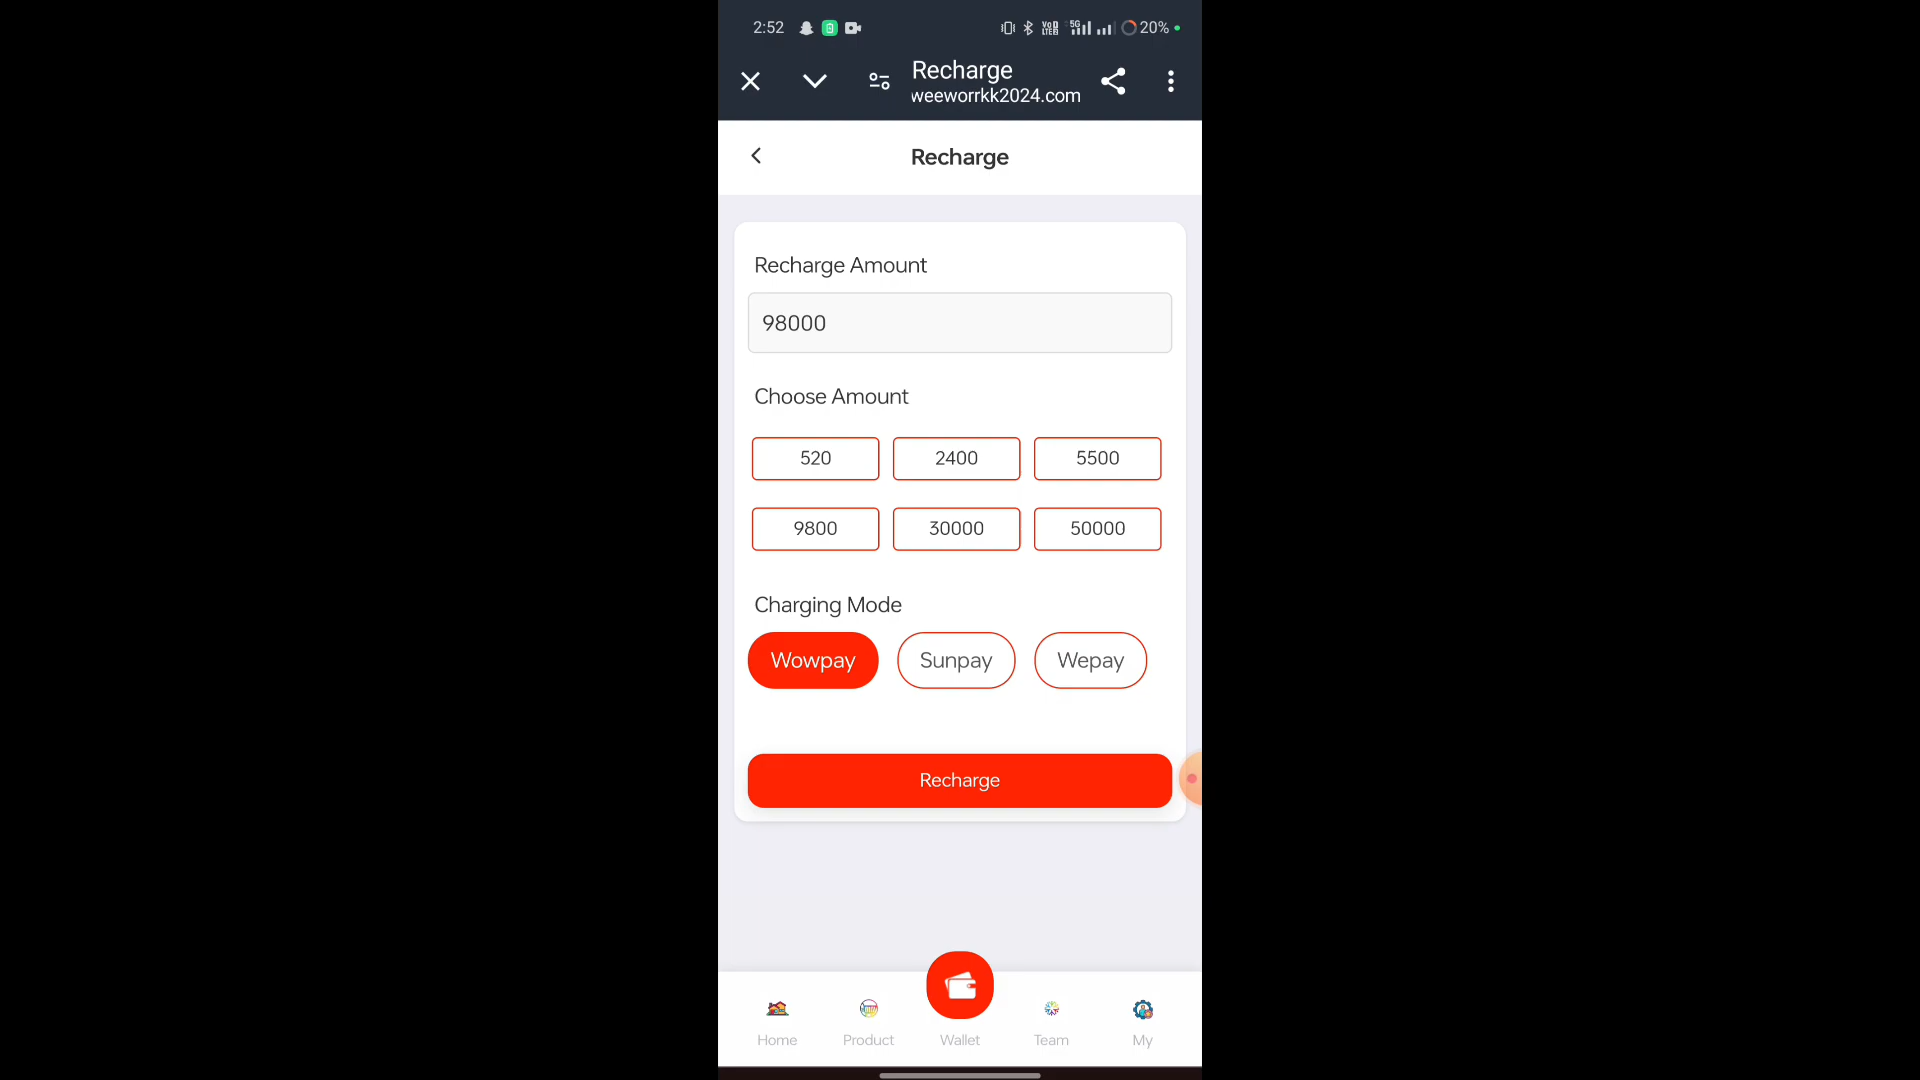 2:52
5G
20%
Recharge
weeworrkk2024.com
Recharge
Recharge Amount
98000
Choose Amount
520 2400 5500
9800 30000 50000
Charging Mode
Wowpay Sunpay Wepay
Recharge
Home Product Wallet Team My